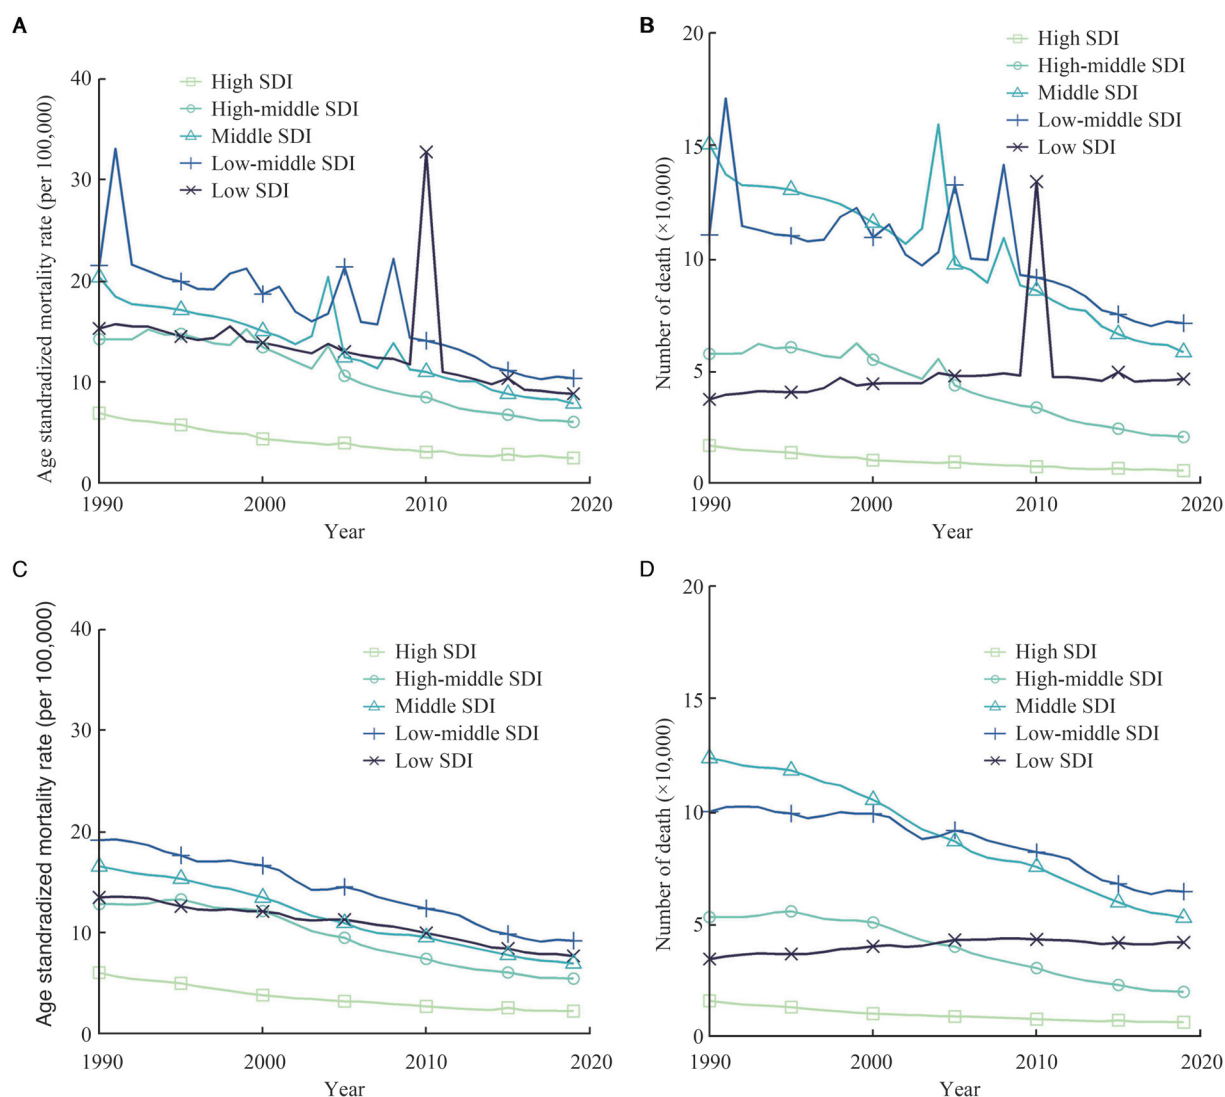 A
Age standradized mortality rate (per 100,000)
40
30
20
10
0
High SDI
High-middle SDI
Middle SDI
Low-middle SDI
Low SDI
1990
2000
2010
2020
Year
B
Number of death (×10,000)
20
15
10
5
0
High SDI
High-middle SDI
Middle SDI
Low-middle SDI
Low SDI
1990
2000
2010
2020
Year
C
Age standradized mortality rate (per 100,000)
40
30
20
10
0
High SDI
High-middle SDI
Middle SDI
Low-middle SDI
Low SDI
1990
2000
2010
2020
Year
D
Number of death (×10,000)
20
15
10
5
0
High SDI
High-middle SDI
Middle SDI
Low-middle SDI
Low SDI
1990
2000
2010
2020
Year